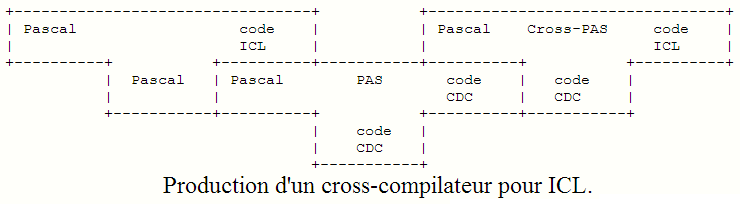 Pascal code Pascal Cross-PAS code
ICL ICL
Pascal Pascal PAS code code
CDC CDC
code
CDC
Production d'un cross-compilateur pour ICL.